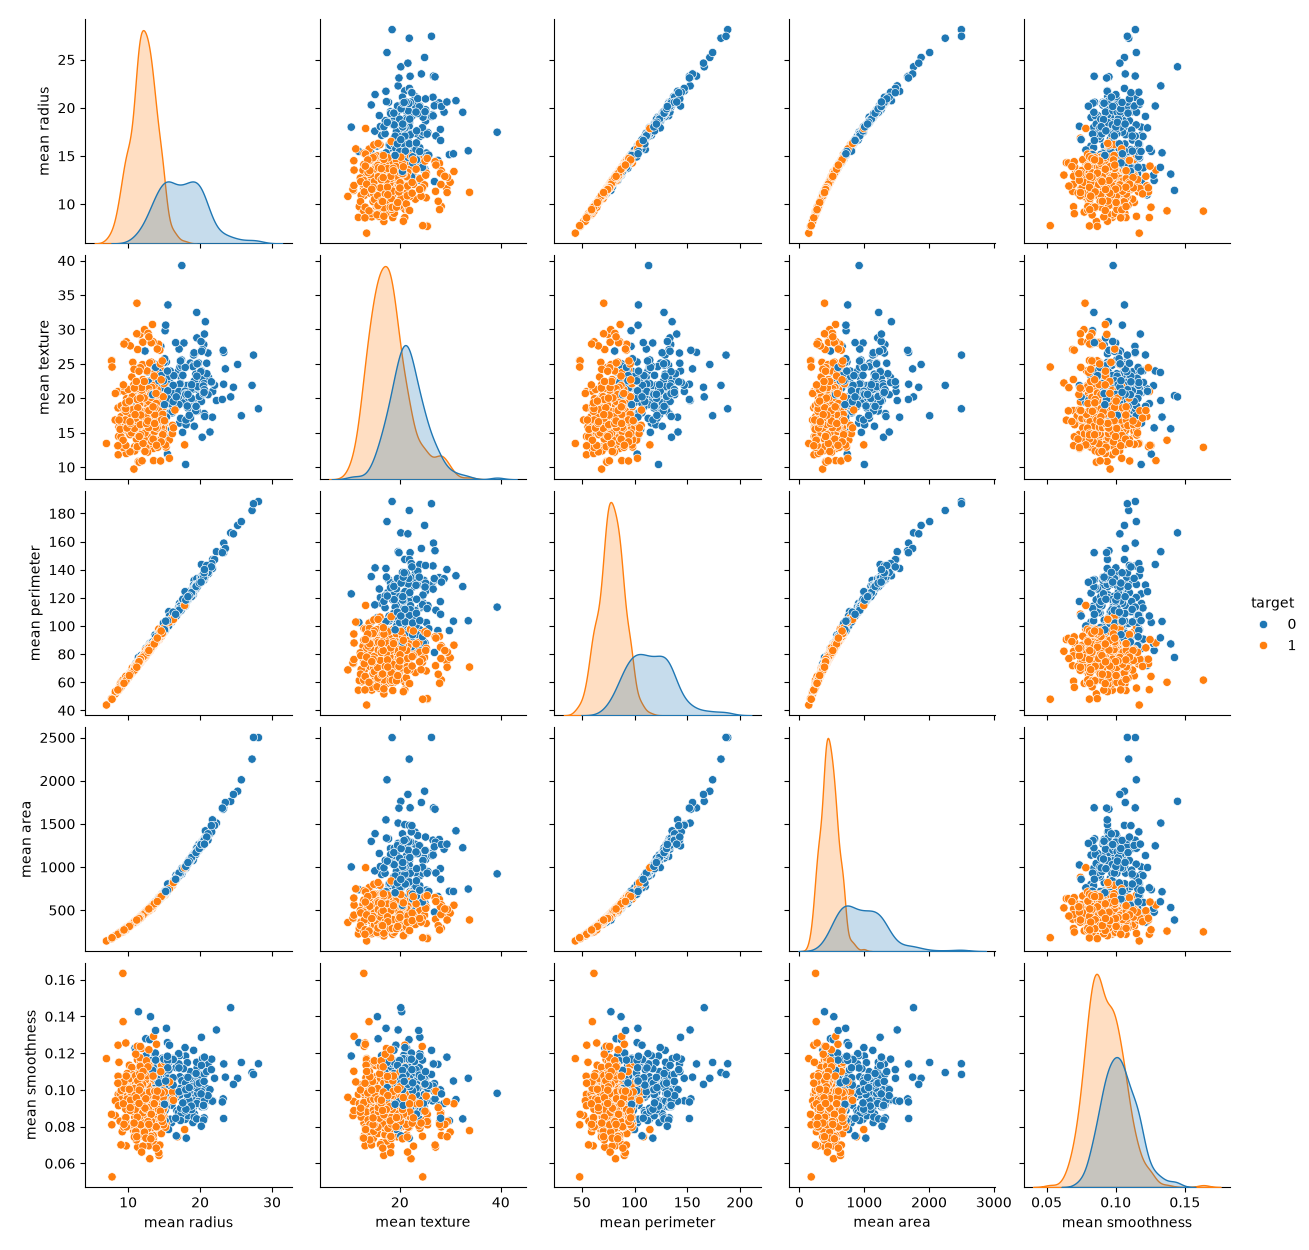 mean radius
25
20
15
10
mean texture
40
35
30
25
20
15
10
mean perimeter
180
160
140
120
100
80
60
40
target
0
1
mean area
2500
2000
1500
1000
500
mean smoothness
0.16
0.14
0.12
0.10
0.08
0.06
10 20 30
20 40
50 100 150 200
0 1000 2000 3000
0.05 0.10 0.15
mean radius
mean texture
mean perimeter
mean area
mean smoothness